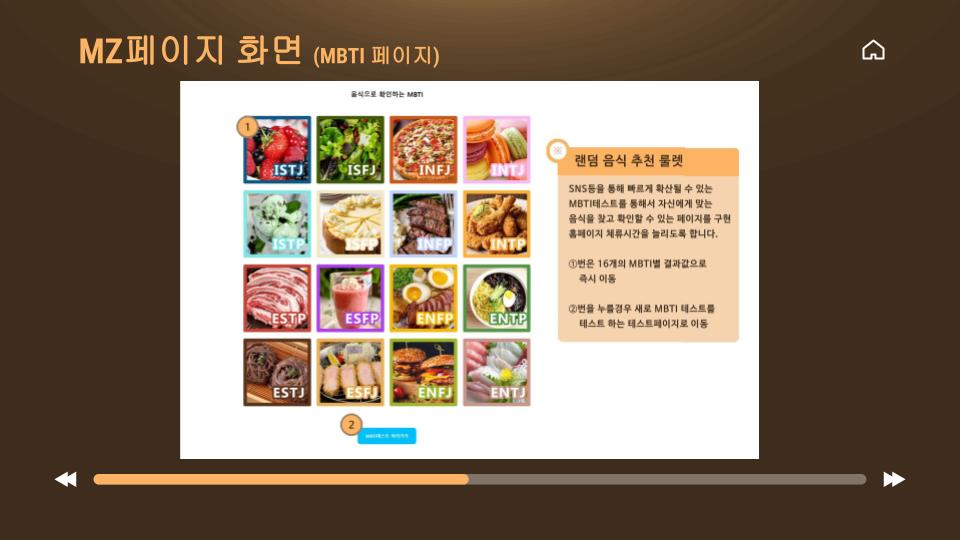 MZ페이지 화면 (MBTI 페이지)
음식으로 확인하는 MBTI
1
ISTJ
ISFJ
INFJ
INTJ
ISTP
ISFP
INFP
INTP
ESTP
ESFP
ENFP
ENTP
ESTJ
ESFJ
ENFJ
ENTJ
2
MBTI테스트 하러가기
※
랜덤 음식 추천 룰렛
SNS등을 통해 빠르게 확산될 수 있는
MBTI테스트를 통해서 자신에게 맞는
음식을 찾고 확인할 수 있는 페이지를 구현
홈페이지 체류시간을 늘리도록 합니다.
①번은 16개의 MBTI별 결과값으로
즉시 이동
②번을 누를경우 새로 MBTI 테스트를
테스트 하는 테스트페이지로 이동